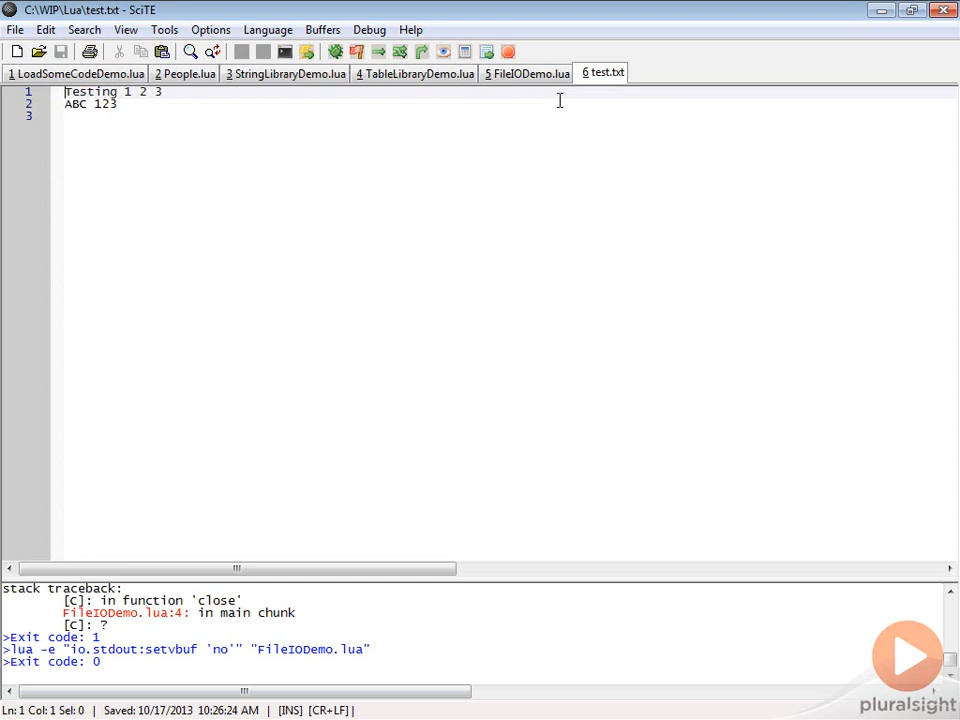 C:\WIP\Lua\test.txt - SciTE
File Edit Search View Tools Options Language Buffers Debug Help
1 LoadSomeCodeDemo.lua 2 People.lua 3 StringLibraryDemo.lua 4 TableLibraryDemo.lua 5 FileIODemo.lua 6 test.txt
1 Testing 1 2 3
2 ABC 123
3
stack traceback:
[C]: in function 'close'
FileIODemo.lua:4: in main chunk
[C]: ?
>Exit code: 1
>lua -e "io.stdout:setvbuf 'no'" "FileIODemo.lua"
>Exit code: 0
pluralsight
Ln: 1 Col: 1 Sel: 0 | Saved: 10/17/2013 10:26:24 AM | [INS] [CR+LF] |